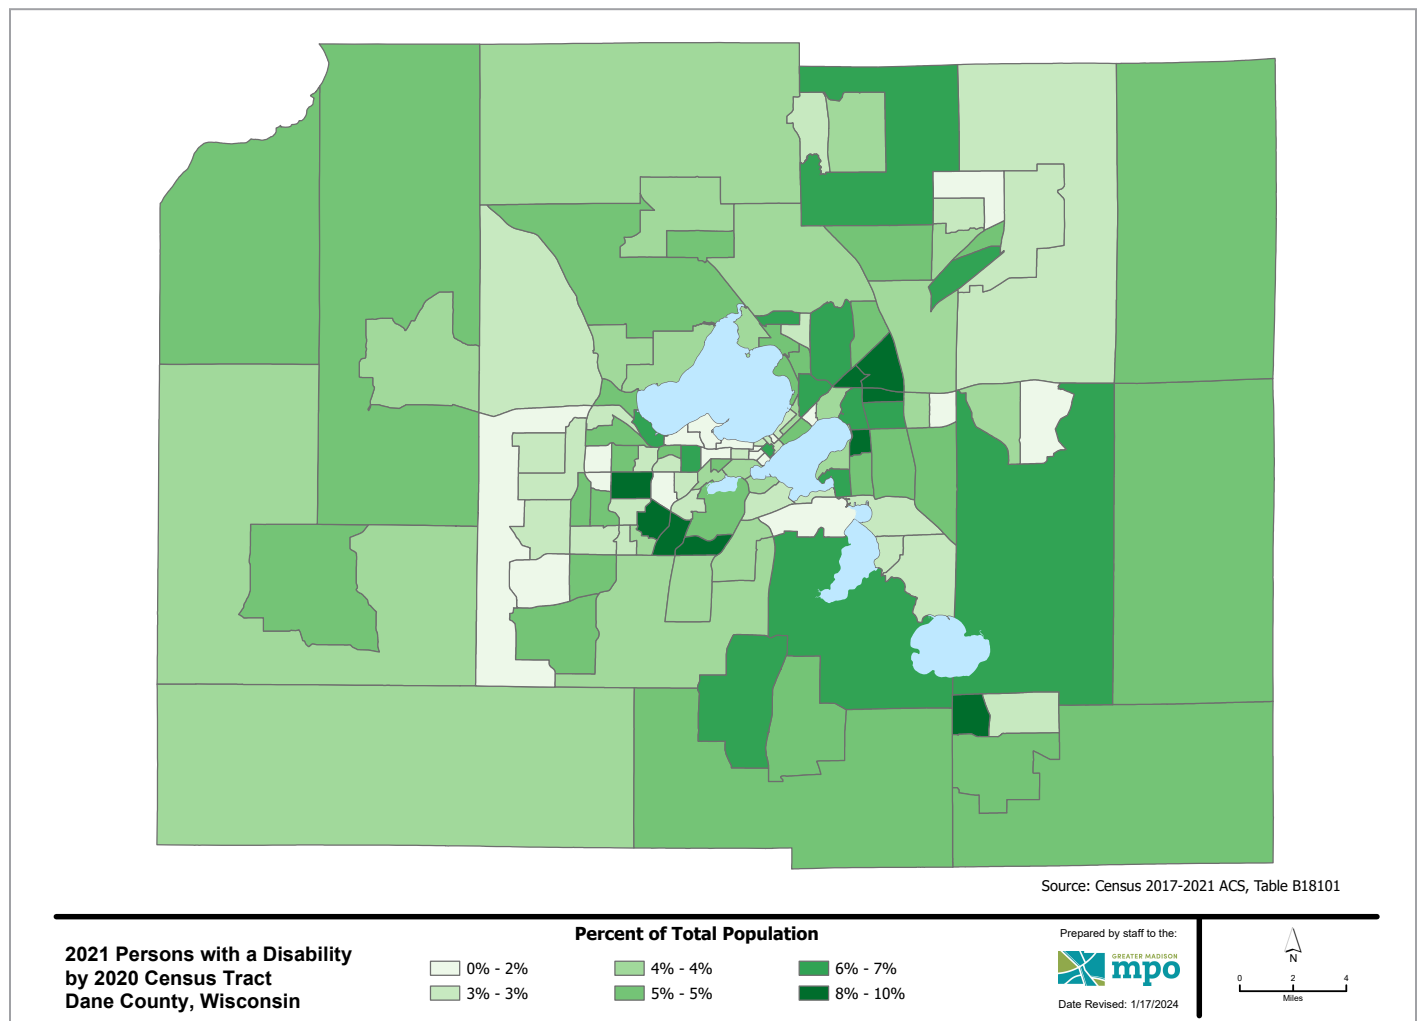 Source: Census 2017-2021 ACS, Table B18101
2021 Persons with a Disability
by 2020 Census Tract
Dane County, Wisconsin
Percent of Total Population
0% - 2%
3% - 3%
4% - 4%
5% - 5%
6% - 7%
8% - 10%
Prepared by staff to the:
GREATER MADISON
mpo
Date Revised: 1/17/2024
N
0 2 4
Miles